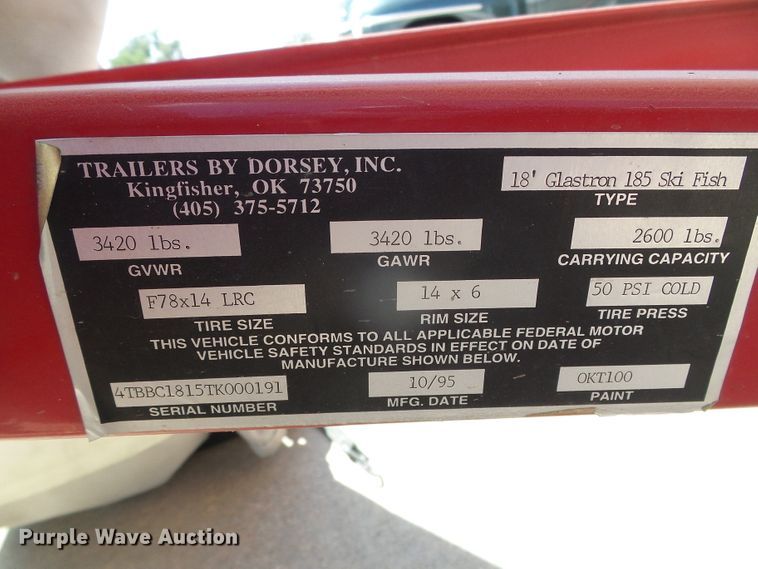 TRAILERS BY DORSEY, INC.
Kingfisher, OK 73750
(405) 375-5712
18' Glastron 185 Ski Fish
TYPE
3420 lbs.
GVWR
3420 lbs.
GAWR
2600 lbs.
CARRYING CAPACITY
F78x14 LRC
TIRE SIZE
14 x 6
RIM SIZE
50 PSI COLD
TIRE PRESS
THIS VEHICLE CONFORMS TO ALL APPLICABLE FEDERAL MOTOR
VEHICLE SAFETY STANDARDS IN EFFECT ON DATE OF
MANUFACTURE SHOWN BELOW.
4TBBC1815TK000191
SERIAL NUMBER
10/95
MFG. DATE
OKT100
PAINT
Purple Wave Auction